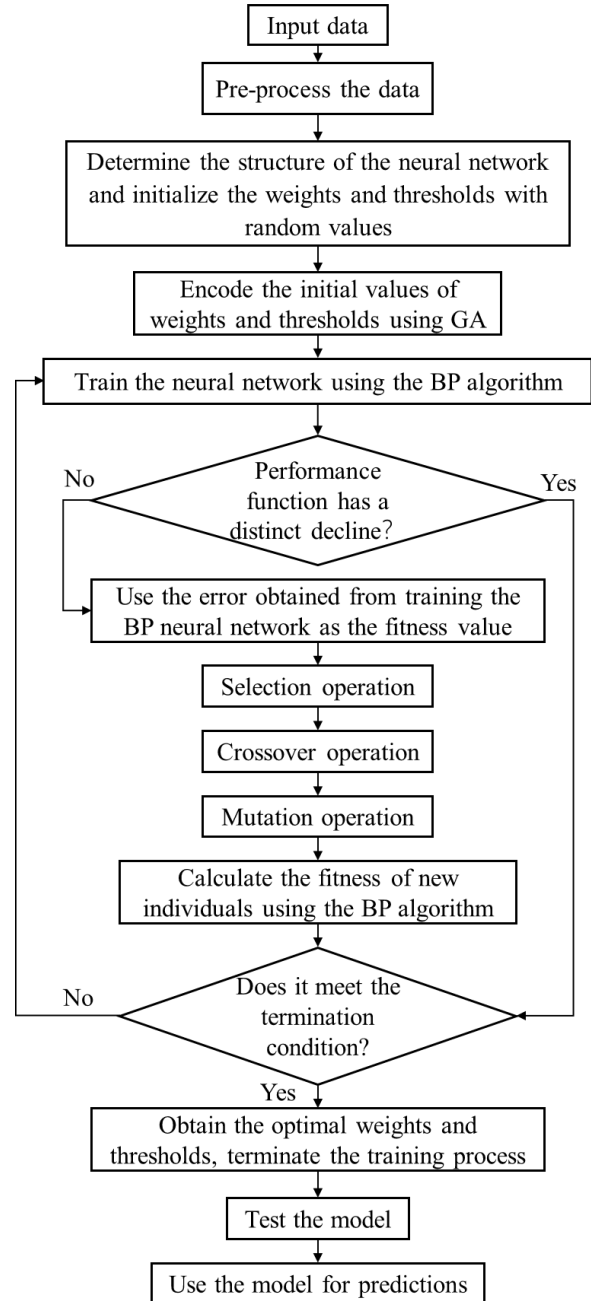 Input data
Pre-process the data
Determine the structure of the neural network
and initialize the weights and thresholds with
random values
Encode the initial values of
weights and thresholds using GA
Train the neural network using the BP algorithm
No
Performance
function has a
distinct decline?
Yes
Use the error obtained from training the
BP neural network as the fitness value
Selection operation
Crossover operation
Mutation operation
Calculate the fitness of new
individuals using the BP algorithm
No
Does it meet the
termination
condition?
Yes
Obtain the optimal weights and
thresholds, terminate the training process
Test the model
Use the model for predictions